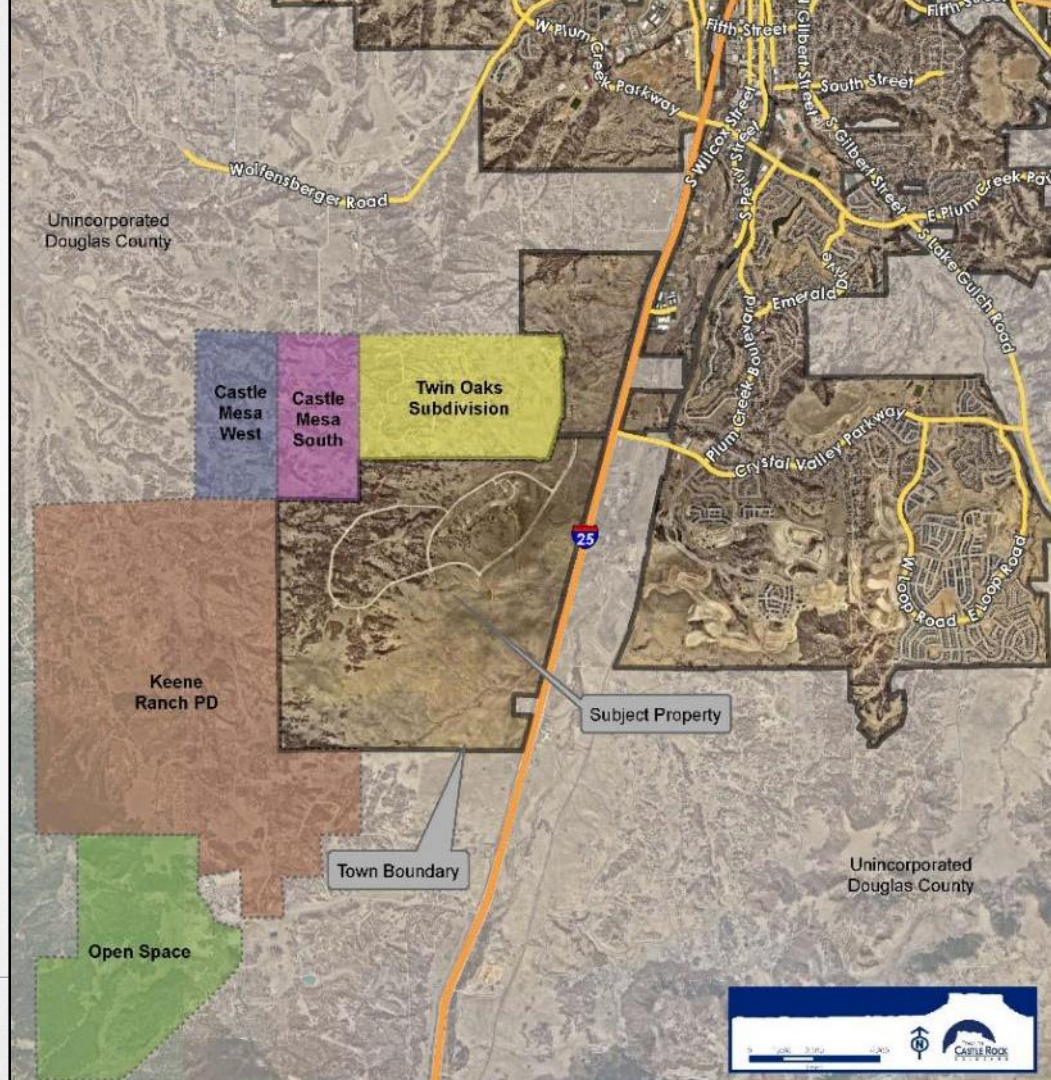 Fifth Street
Fifth Street
W Plum Creek Parkway
N Gilbert Street
South Street
S Wilcox Street
S Perry Street
S Gilbert Street
Wolfensberger Road
E Plum Creek
Unincorporated
Douglas County
S Lake Gulch Road
Emerald Drive
Plum Creek Boulevard
Castle
Mesa
West
Castle
Mesa
South
Twin Oaks
Subdivision
Crystal Valley Parkway
25
W Loop Road
E Loop Road
Keene
Ranch PD
Subject Property
Town Boundary
Unincorporated
Douglas County
Open Space
N
CASTLE ROCK
COLORADO